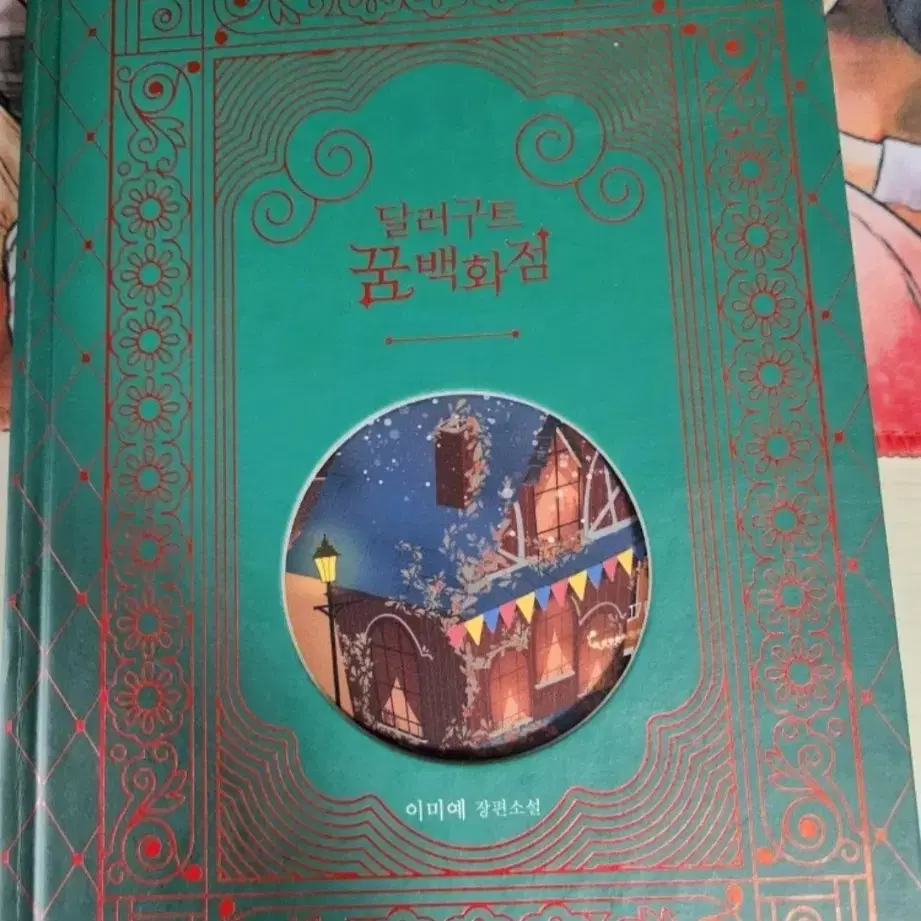 달러구트
꿈 백화점
이미예 장편소설